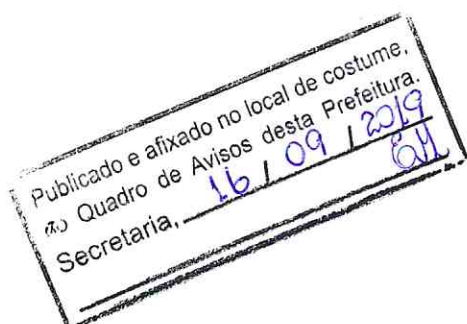 Publicado e afixado no local de costume,
no Quadro de Avisos desta Prefeitura.
Secretaria, 16 / 09 / 2019